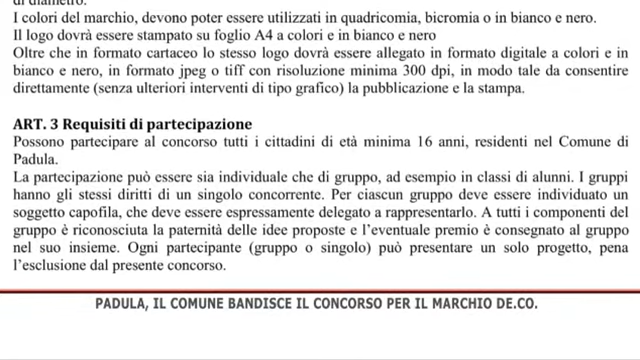 di diametro.
I colori del marchio, devono poter essere utilizzati in quadricomia, bicromia o in bianco e nero.
Il logo dovrà essere stampato su foglio A4 a colori e in bianco e nero
Oltre che in formato cartaceo lo stesso logo dovrà essere allegato in formato digitale a colori e in
bianco e nero, in formato jpeg o tiff con risoluzione minima 300 dpi, in modo tale da consentire
direttamente (senza ulteriori interventi di tipo grafico) la pubblicazione e la stampa.
ART. 3 Requisiti di partecipazione
Possono partecipare al concorso tutti i cittadini di età minima 16 anni, residenti nel Comune di
Padula.
La partecipazione può essere sia individuale che di gruppo, ad esempio in classi di alunni. I gruppi
hanno gli stessi diritti di un singolo concorrente. Per ciascun gruppo deve essere individuato un
soggetto capofila, che deve essere espressamente delegato a rappresentarlo. A tutti i componenti del
gruppo è riconosciuta la paternità delle idee proposte e l'eventuale premio è consegnato al gruppo
nel suo insieme. Ogni partecipante (gruppo o singolo) può presentare un solo progetto, pena
l'esclusione dal presente concorso.
PADULA, IL COMUNE BANDISCE IL CONCORSO PER IL MARCHIO DE.CO.